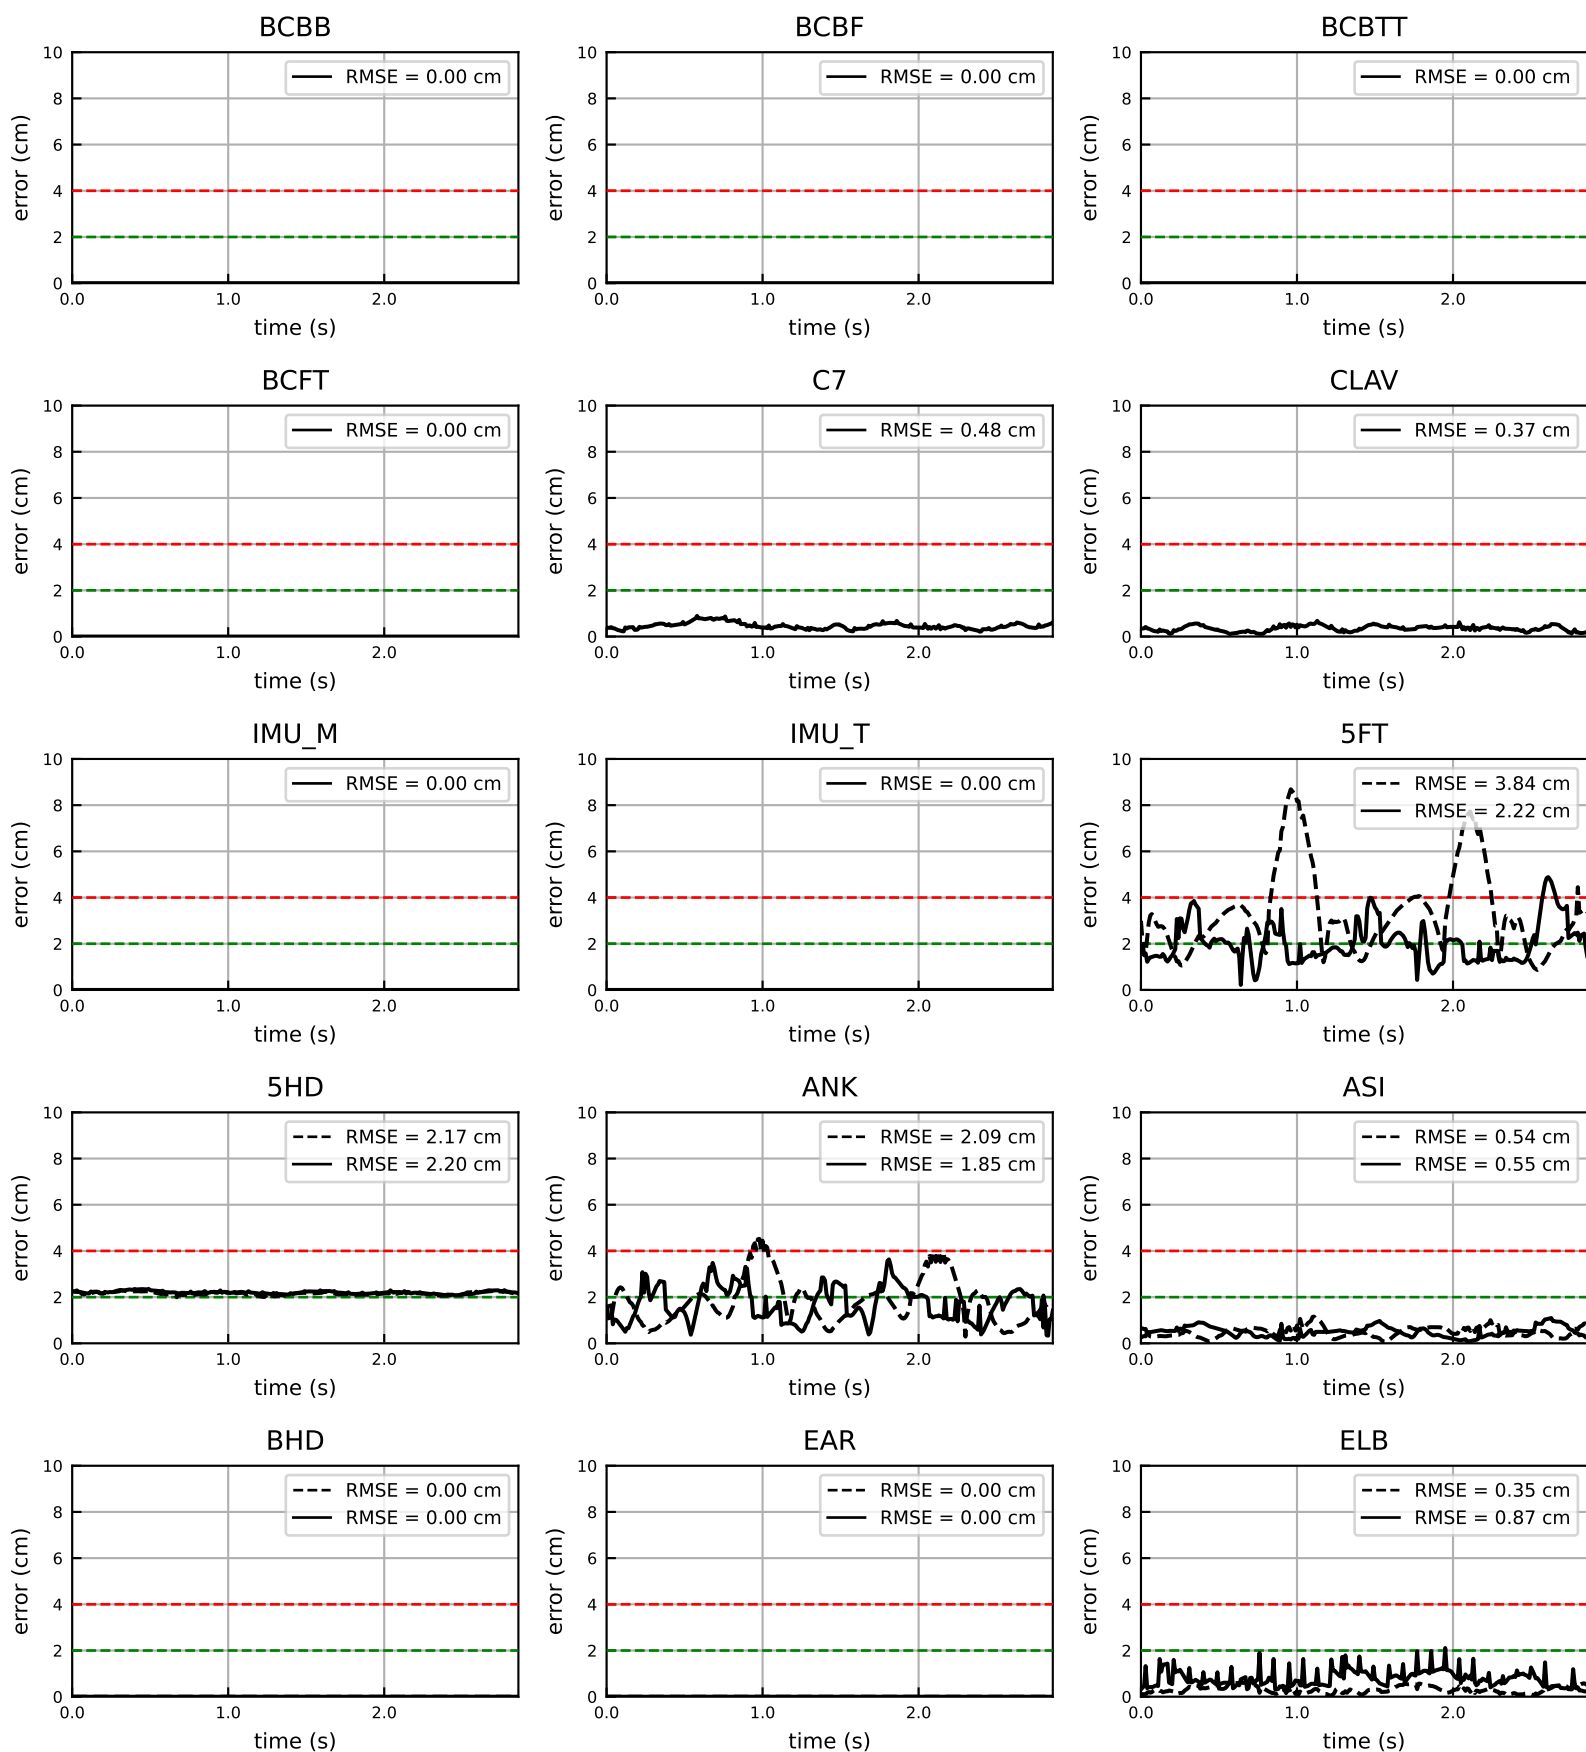 BCBB
BCBF
BCBTT
10
8
6
4
2
0
error (cm)
RMSE = 0.00 cm
0.0
1.0
2.0
time (s)
10
8
6
4
2
0
error (cm)
RMSE = 0.00 cm
0.0
1.0
2.0
time (s)
10
8
6
4
2
0
error (cm)
RMSE = 0.00 cm
0.0
1.0
2.0
time (s)
BCFT
C7
CLAV
10
8
6
4
2
0
error (cm)
RMSE = 0.00 cm
0.0
1.0
2.0
time (s)
10
8
6
4
2
0
error (cm)
RMSE = 0.48 cm
0.0
1.0
2.0
time (s)
10
8
6
4
2
0
error (cm)
RMSE = 0.37 cm
0.0
1.0
2.0
time (s)
IMU_M
IMU_T
5FT
10
8
6
4
2
0
error (cm)
RMSE = 0.00 cm
0.0
1.0
2.0
time (s)
10
8
6
4
2
0
error (cm)
RMSE = 0.00 cm
0.0
1.0
2.0
time (s)
10
8
6
4
2
0
error (cm)
RMSE = 3.84 cm
RMSE = 2.22 cm
0.0
1.0
2.0
time (s)
5HD
ANK
ASI
10
8
6
4
2
0
error (cm)
RMSE = 2.17 cm
RMSE = 2.20 cm
0.0
1.0
2.0
time (s)
10
8
6
4
2
0
error (cm)
RMSE = 2.09 cm
RMSE = 1.85 cm
0.0
1.0
2.0
time (s)
10
8
6
4
2
0
error (cm)
RMSE = 0.54 cm
RMSE = 0.55 cm
0.0
1.0
2.0
time (s)
BHD
EAR
ELB
10
8
6
4
2
0
error (cm)
RMSE = 0.00 cm
RMSE = 0.00 cm
0.0
1.0
2.0
time (s)
10
8
6
4
2
0
error (cm)
RMSE = 0.00 cm
RMSE = 0.00 cm
0.0
1.0
2.0
time (s)
10
8
6
4
2
0
error (cm)
RMSE = 0.35 cm
RMSE = 0.87 cm
0.0
1.0
2.0
time (s)